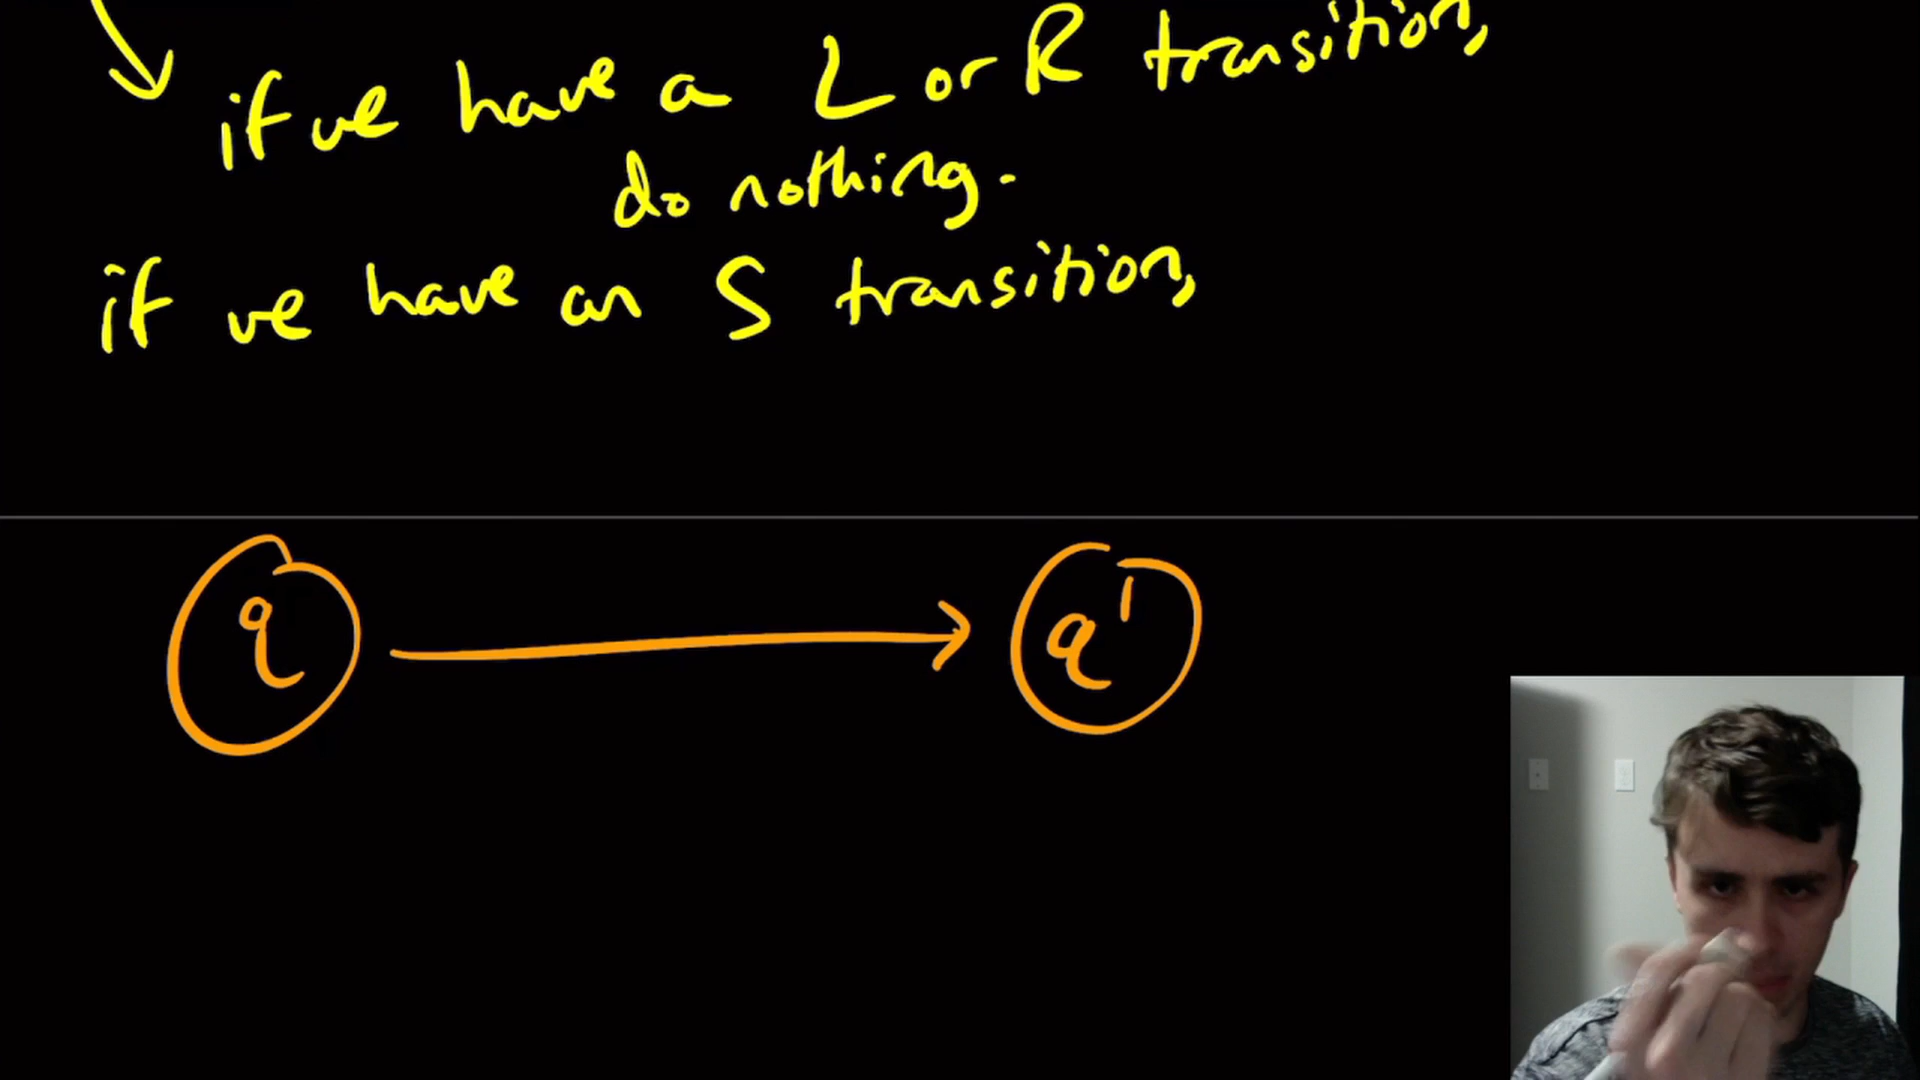 if we have a L or R transition,
do nothing.
if we have an S transition,
q q'